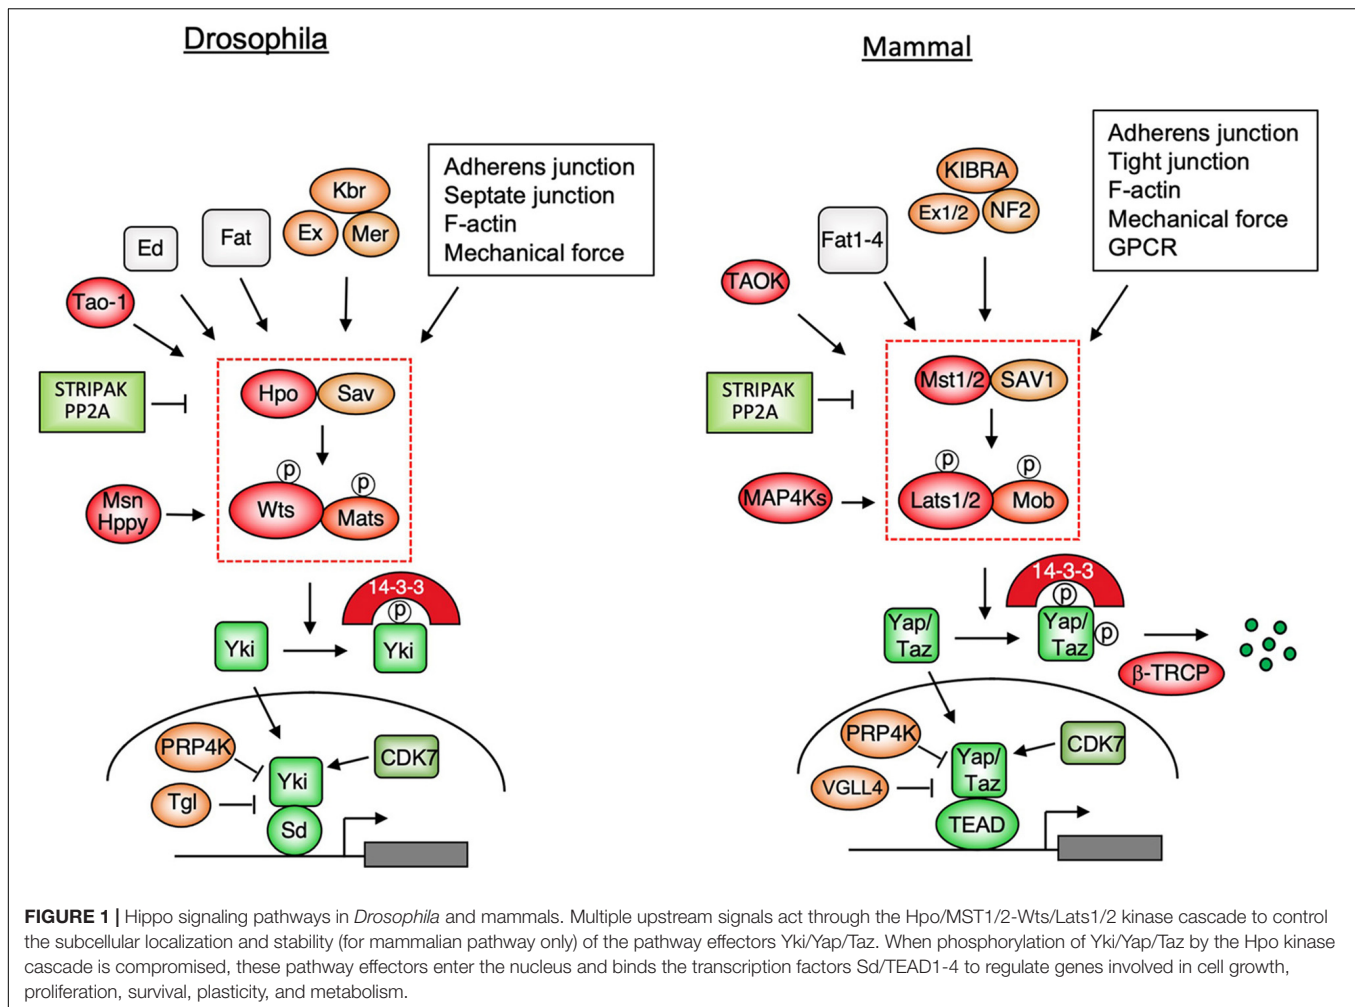 Drosophila
Mammal
Kbr
Ex
Mer
Fat
Ed
Tao-1
Adherens junction
Septate junction
F-actin
Mechanical force
STRIPAK
PP2A
Hpo
Sav
p
p
Wts
Mats
Msn
Hppy
14-3-3
p
Yki
Yki
PRP4K
CDK7
Yki
Tgl
Sd
KIBRA
Ex1/2
NF2
Fat1-4
TAOK
Adherens junction
Tight junction
F-actin
Mechanical force
GPCR
STRIPAK
PP2A
Mst1/2
SAV1
p
p
MAP4Ks
Lats1/2
Mob
14-3-3
p
Yap/
Taz
Yap/
Taz
p
β-TRCP
PRP4K
CDK7
Yap/
Taz
VGLL4
TEAD
FIGURE 1 | Hippo signaling pathways in Drosophila and mammals. Multiple upstream signals act through the Hpo/MST1/2-Wts/Lats1/2 kinase cascade to control
the subcellular localization and stability (for mammalian pathway only) of the pathway effectors Yki/Yap/Taz. When phosphorylation of Yki/Yap/Taz by the Hpo kinase
cascade is compromised, these pathway effectors enter the nucleus and binds the transcription factors Sd/TEAD1-4 to regulate genes involved in cell growth,
proliferation, survival, plasticity, and metabolism.